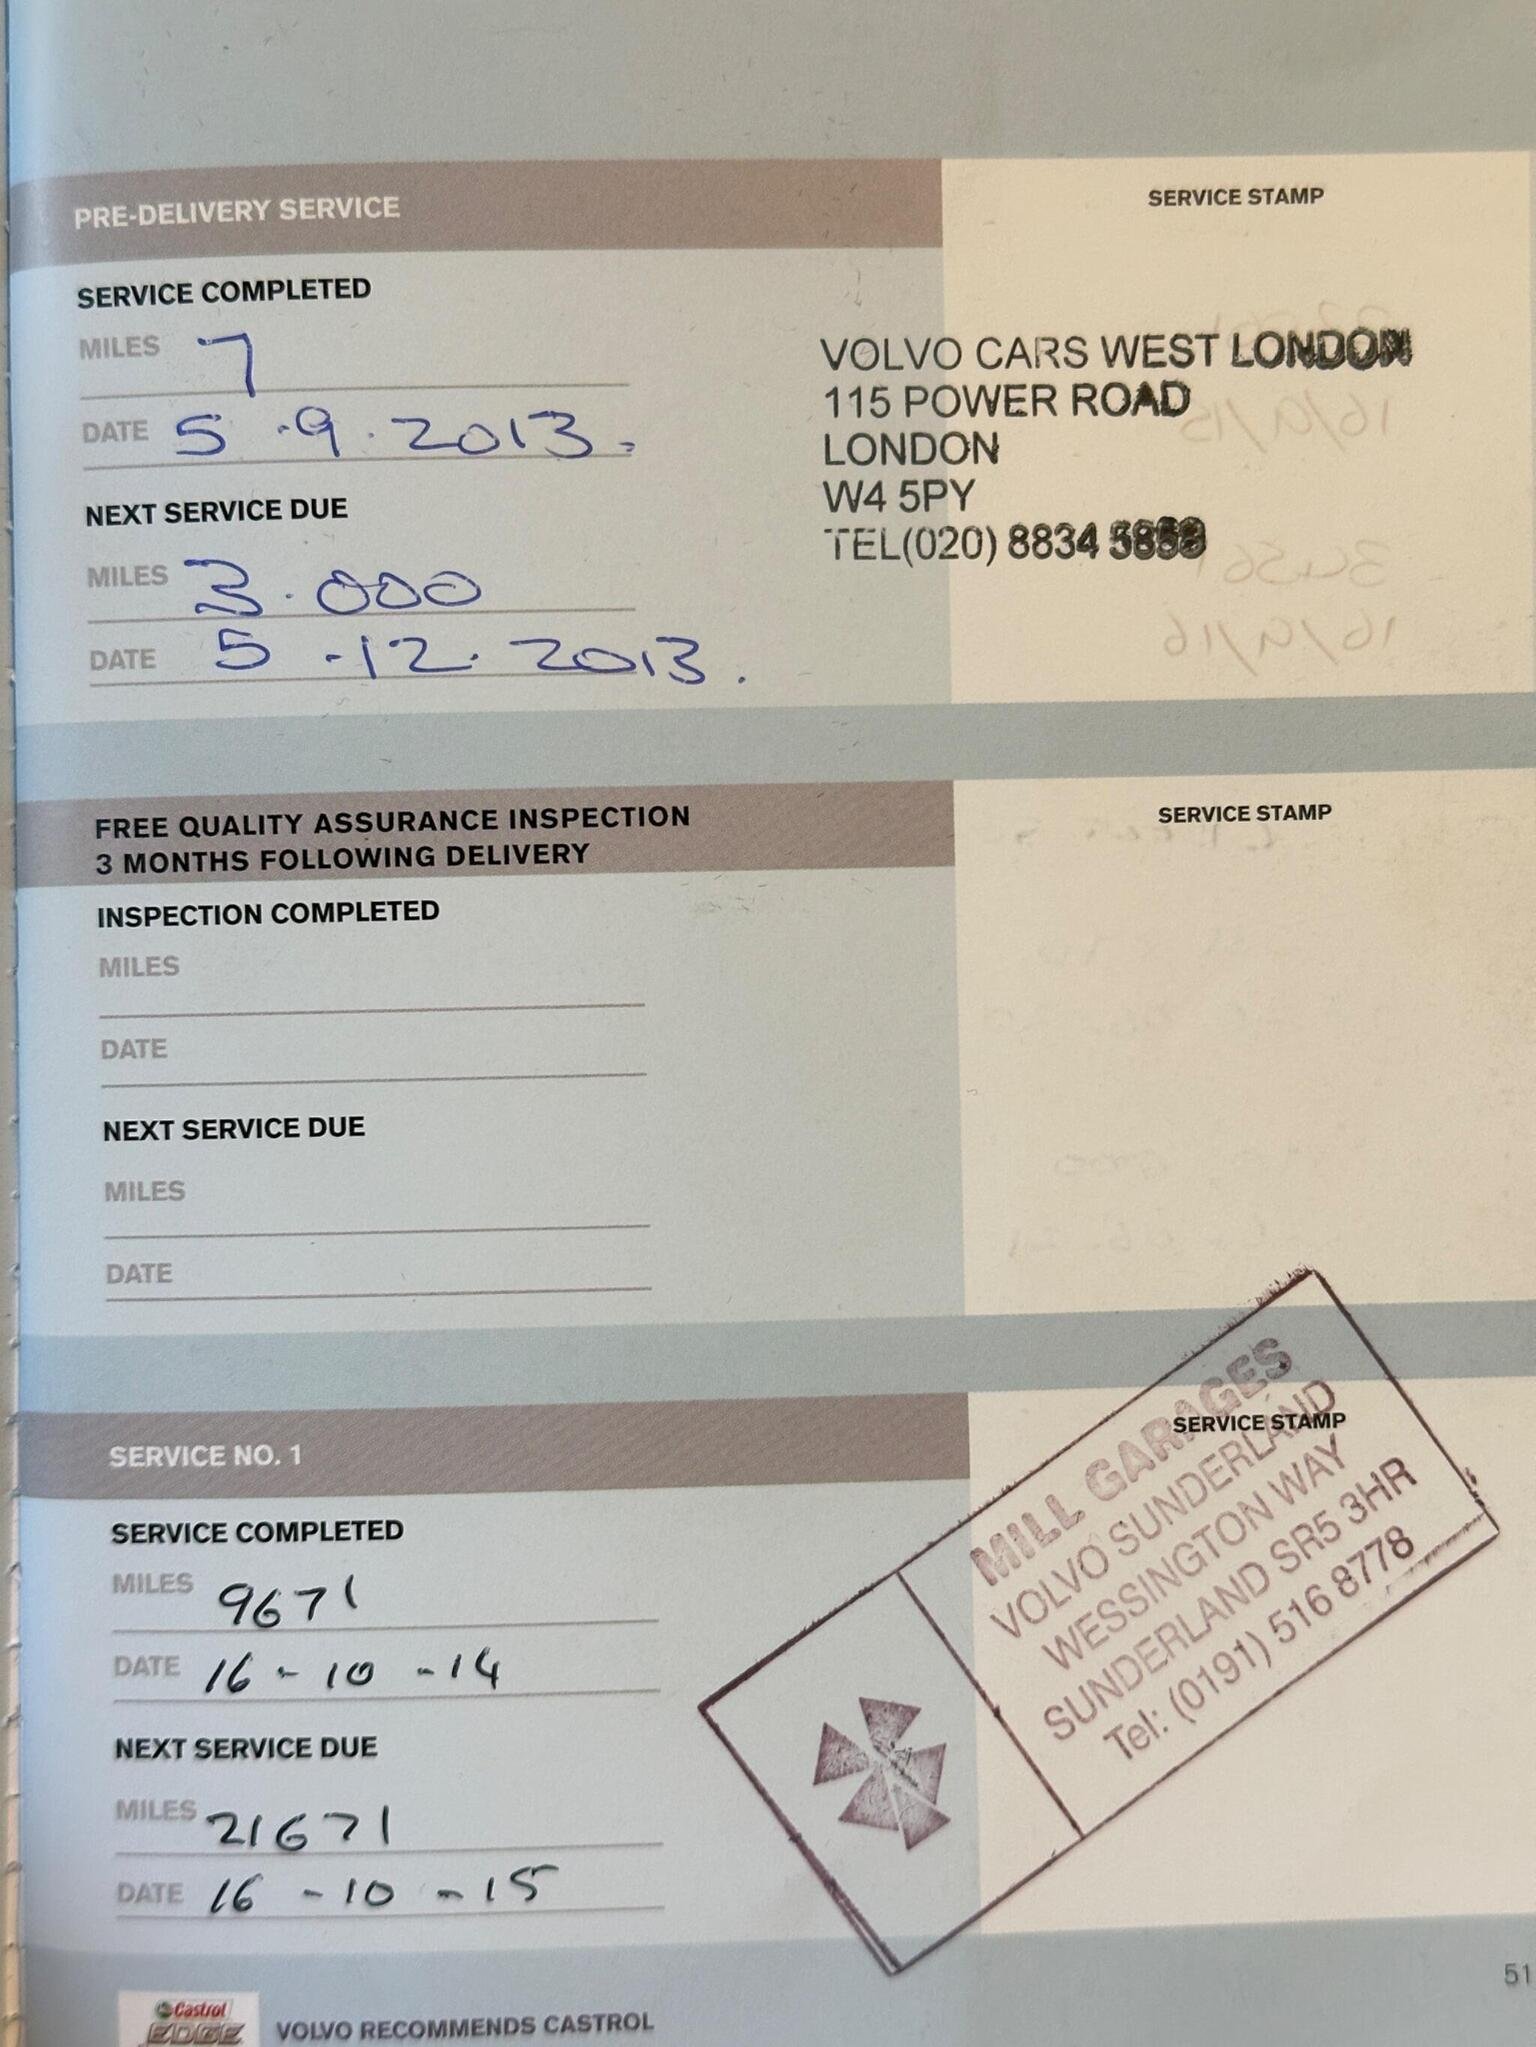 PRE-DELIVERY SERVICE
SERVICE STAMP
SERVICE COMPLETED
MILES 7
DATE 5.9.2013.
NEXT SERVICE DUE
MILES 3.000
DATE 5.12.2013.
VOLVO CARS WEST LONDON
115 POWER ROAD
LONDON
W4 5PY
TEL(020) 8834
FREE QUALITY ASSURANCE INSPECTION
3 MONTHS FOLLOWING DELIVERY
SERVICE STAMP
INSPECTION COMPLETED
MILES
DATE
NEXT SERVICE DUE
MILES
DATE
SERVICE NO. 1
SERVICE STAMP
SERVICE COMPLETED
MILES 9671
DATE 16-10-14
NEXT SERVICE DUE
MILES 21671
DATE 16-10-15
MILL GARAGES
VOLVO SUNDERLAND
WESSINGTON WAY
SUNDERLAND SR5 3HR
Tel: (0191) 516 8778
51
Castrol
EDGE
VOLVO RECOMMENDS CASTROL